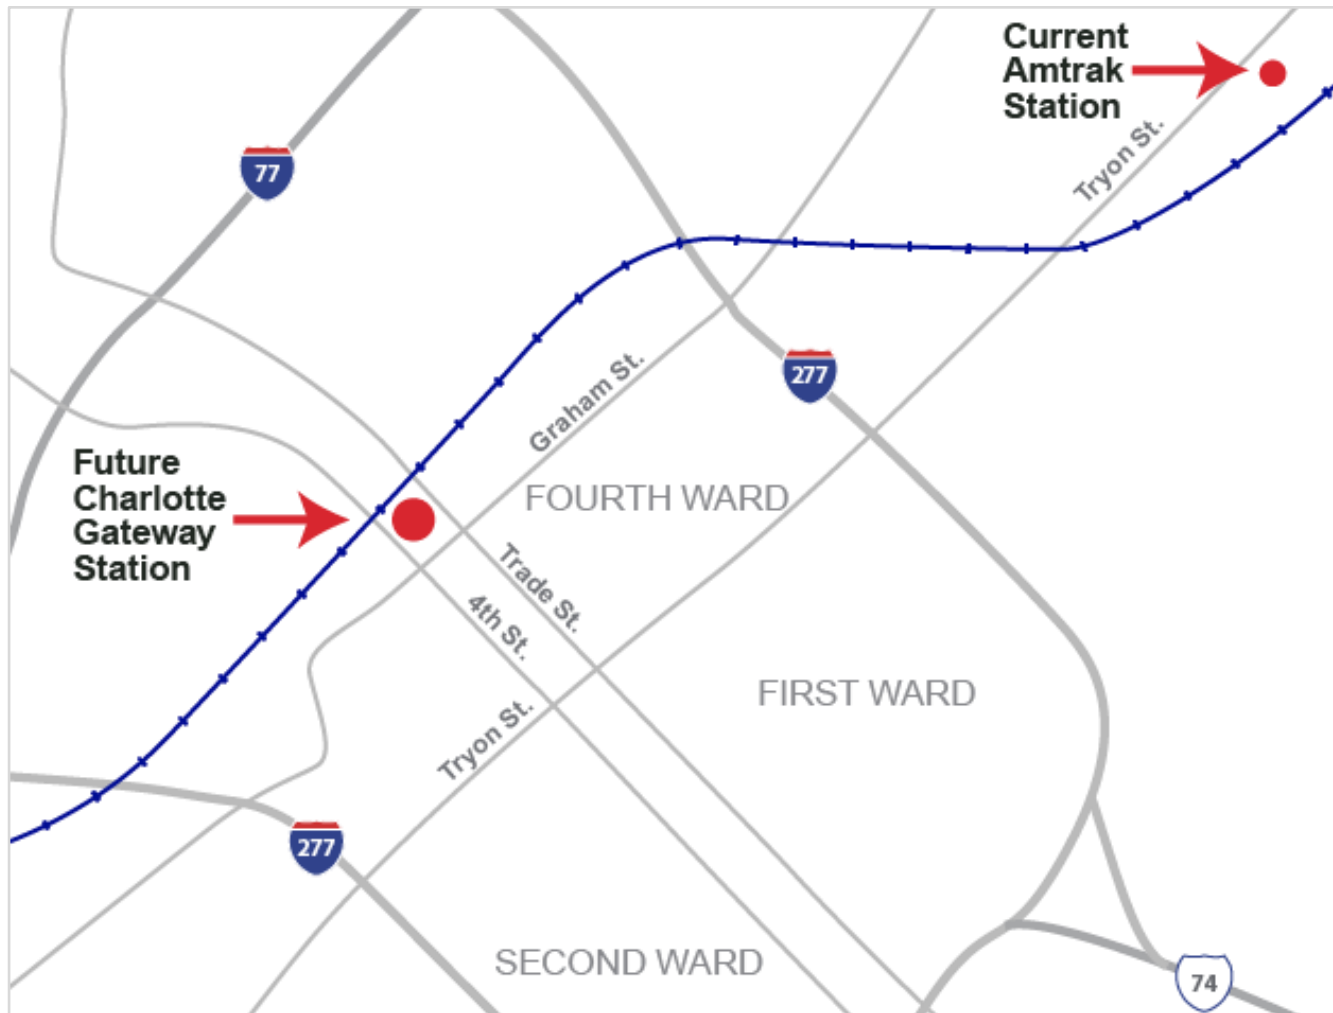 Current
Amtrak
Station
Tryon St.
77
277
Graham St.
Future
Charlotte
Gateway
Station
FOURTH WARD
Trade St.
4th St.
FIRST WARD
Tryon St.
277
SECOND WARD
74